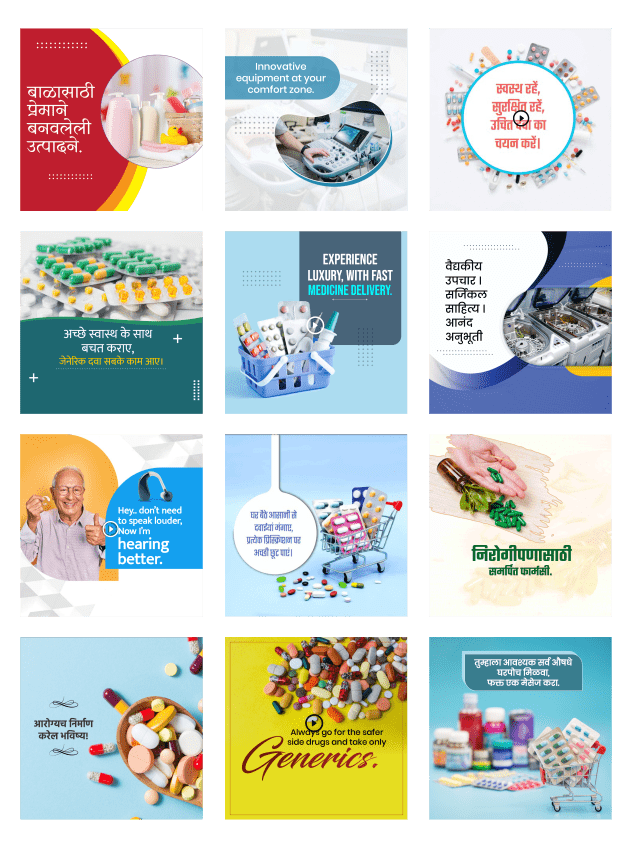 बाळासाठी
प्रेमाने
बनवलेली
उत्पादने.
Innovative
equipment at your
comfort zone.
स्वस्थ रहें,
सुरक्षित रहें,
उचित का
चयन करें।
अच्छे स्वास्थ के साथ
बचत कराए,
जेनेरिक दवा सबके काम आए।
EXPERIENCE
LUXURY, WITH FAST
MEDICINE DELIVERY.
वैद्यकीय
उपचार ।
सर्जिकल
साहित्य ।
आनंद
अनुभूती
Hey.. don't need
to speak louder,
Now I'm
hearing
better.
घर बैठे आसानी से
दवाईयां मंगाए,
प्रत्येक प्रिस्क्रिप्शन पर
अच्छी छूट पाएं।
निरोगीपणासाठी
समर्पित फार्मसी.
आरोग्यच निर्माण
करेल भविष्य!
Always go for the safer
side drugs and take only
Generics.
तुम्हाला आवश्यक सर्व औषधे
घरपोच मिळवा,
फक्त एक मेसेज करा.